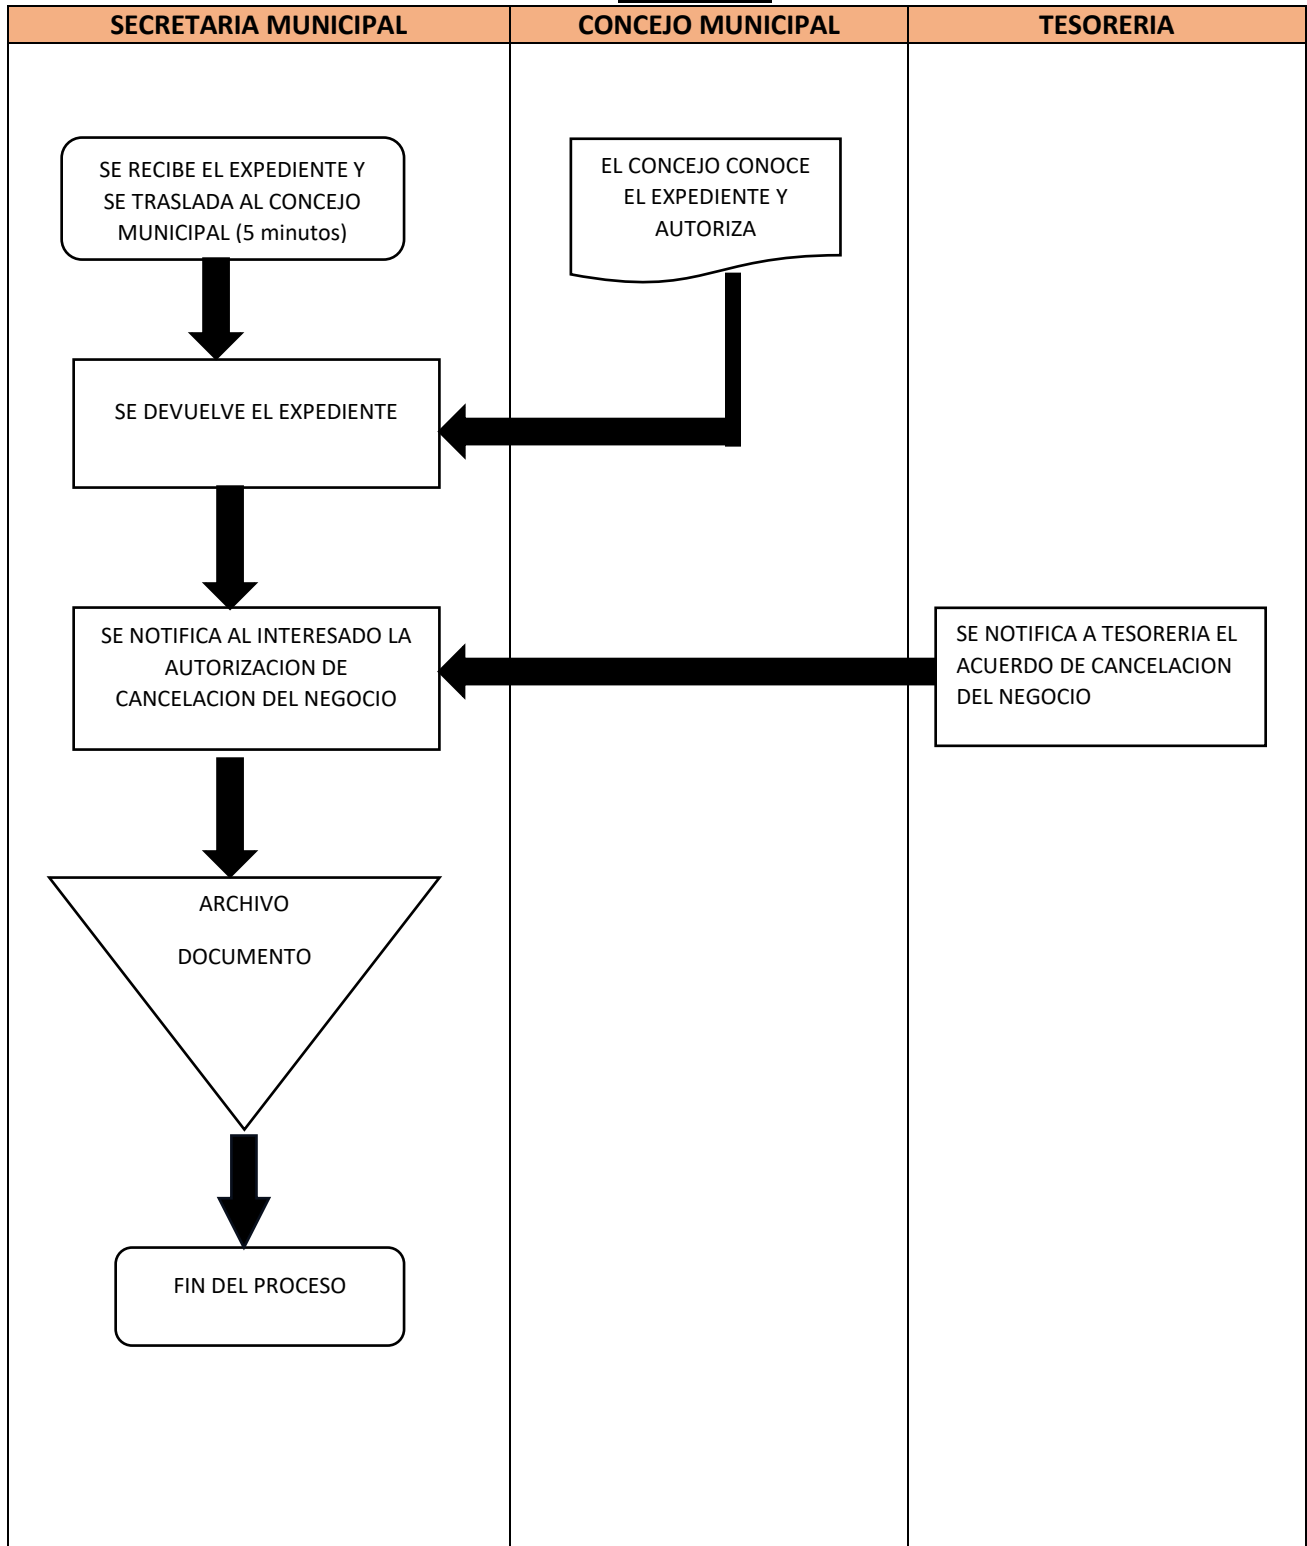 SECRETARIA MUNICIPAL
CONCEJO MUNICIPAL
TESORERIA
SE RECIBE EL EXPEDIENTE Y
SE TRASLADA AL CONCEJO
MUNICIPAL (5 minutos)
EL CONCEJO CONOCE
EL EXPEDIENTE Y
AUTORIZA
SE DEVUELVE EL EXPEDIENTE
SE NOTIFICA AL INTERESADO LA
AUTORIZACION DE
CANCELACION DEL NEGOCIO
SE NOTIFICA A TESORERIA EL
ACUERDO DE CANCELACION
DEL NEGOCIO
ARCHIVO
DOCUMENTO
FIN DEL PROCESO